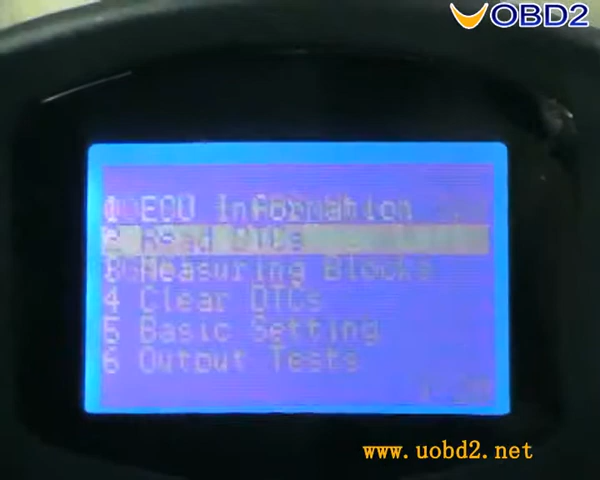 UOBD2
1 ECU Information
2 Read DTCs
3 Measuring Blocks
4 Clear DTCs
5 Basic Setting
6 Output Tests
www.uobd2.net